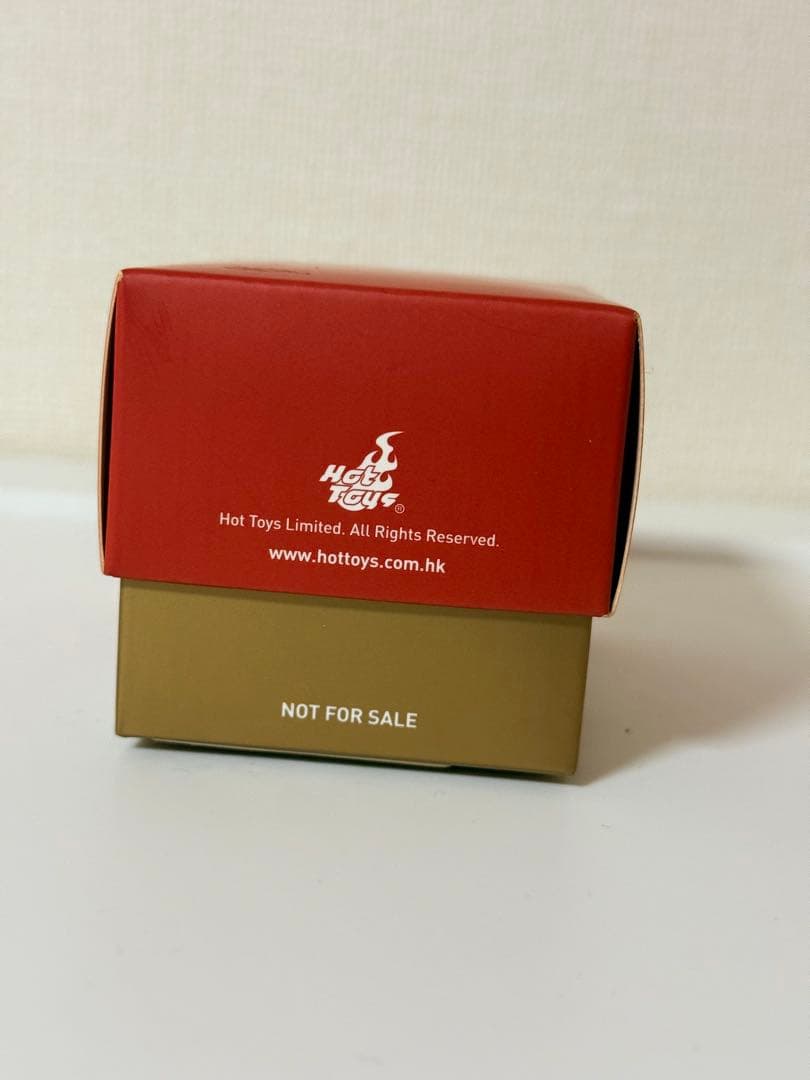 Hot
Toys®
Hot Toys Limited. All Rights Reserved.
www.hottoys.com.hk
NOT FOR SALE